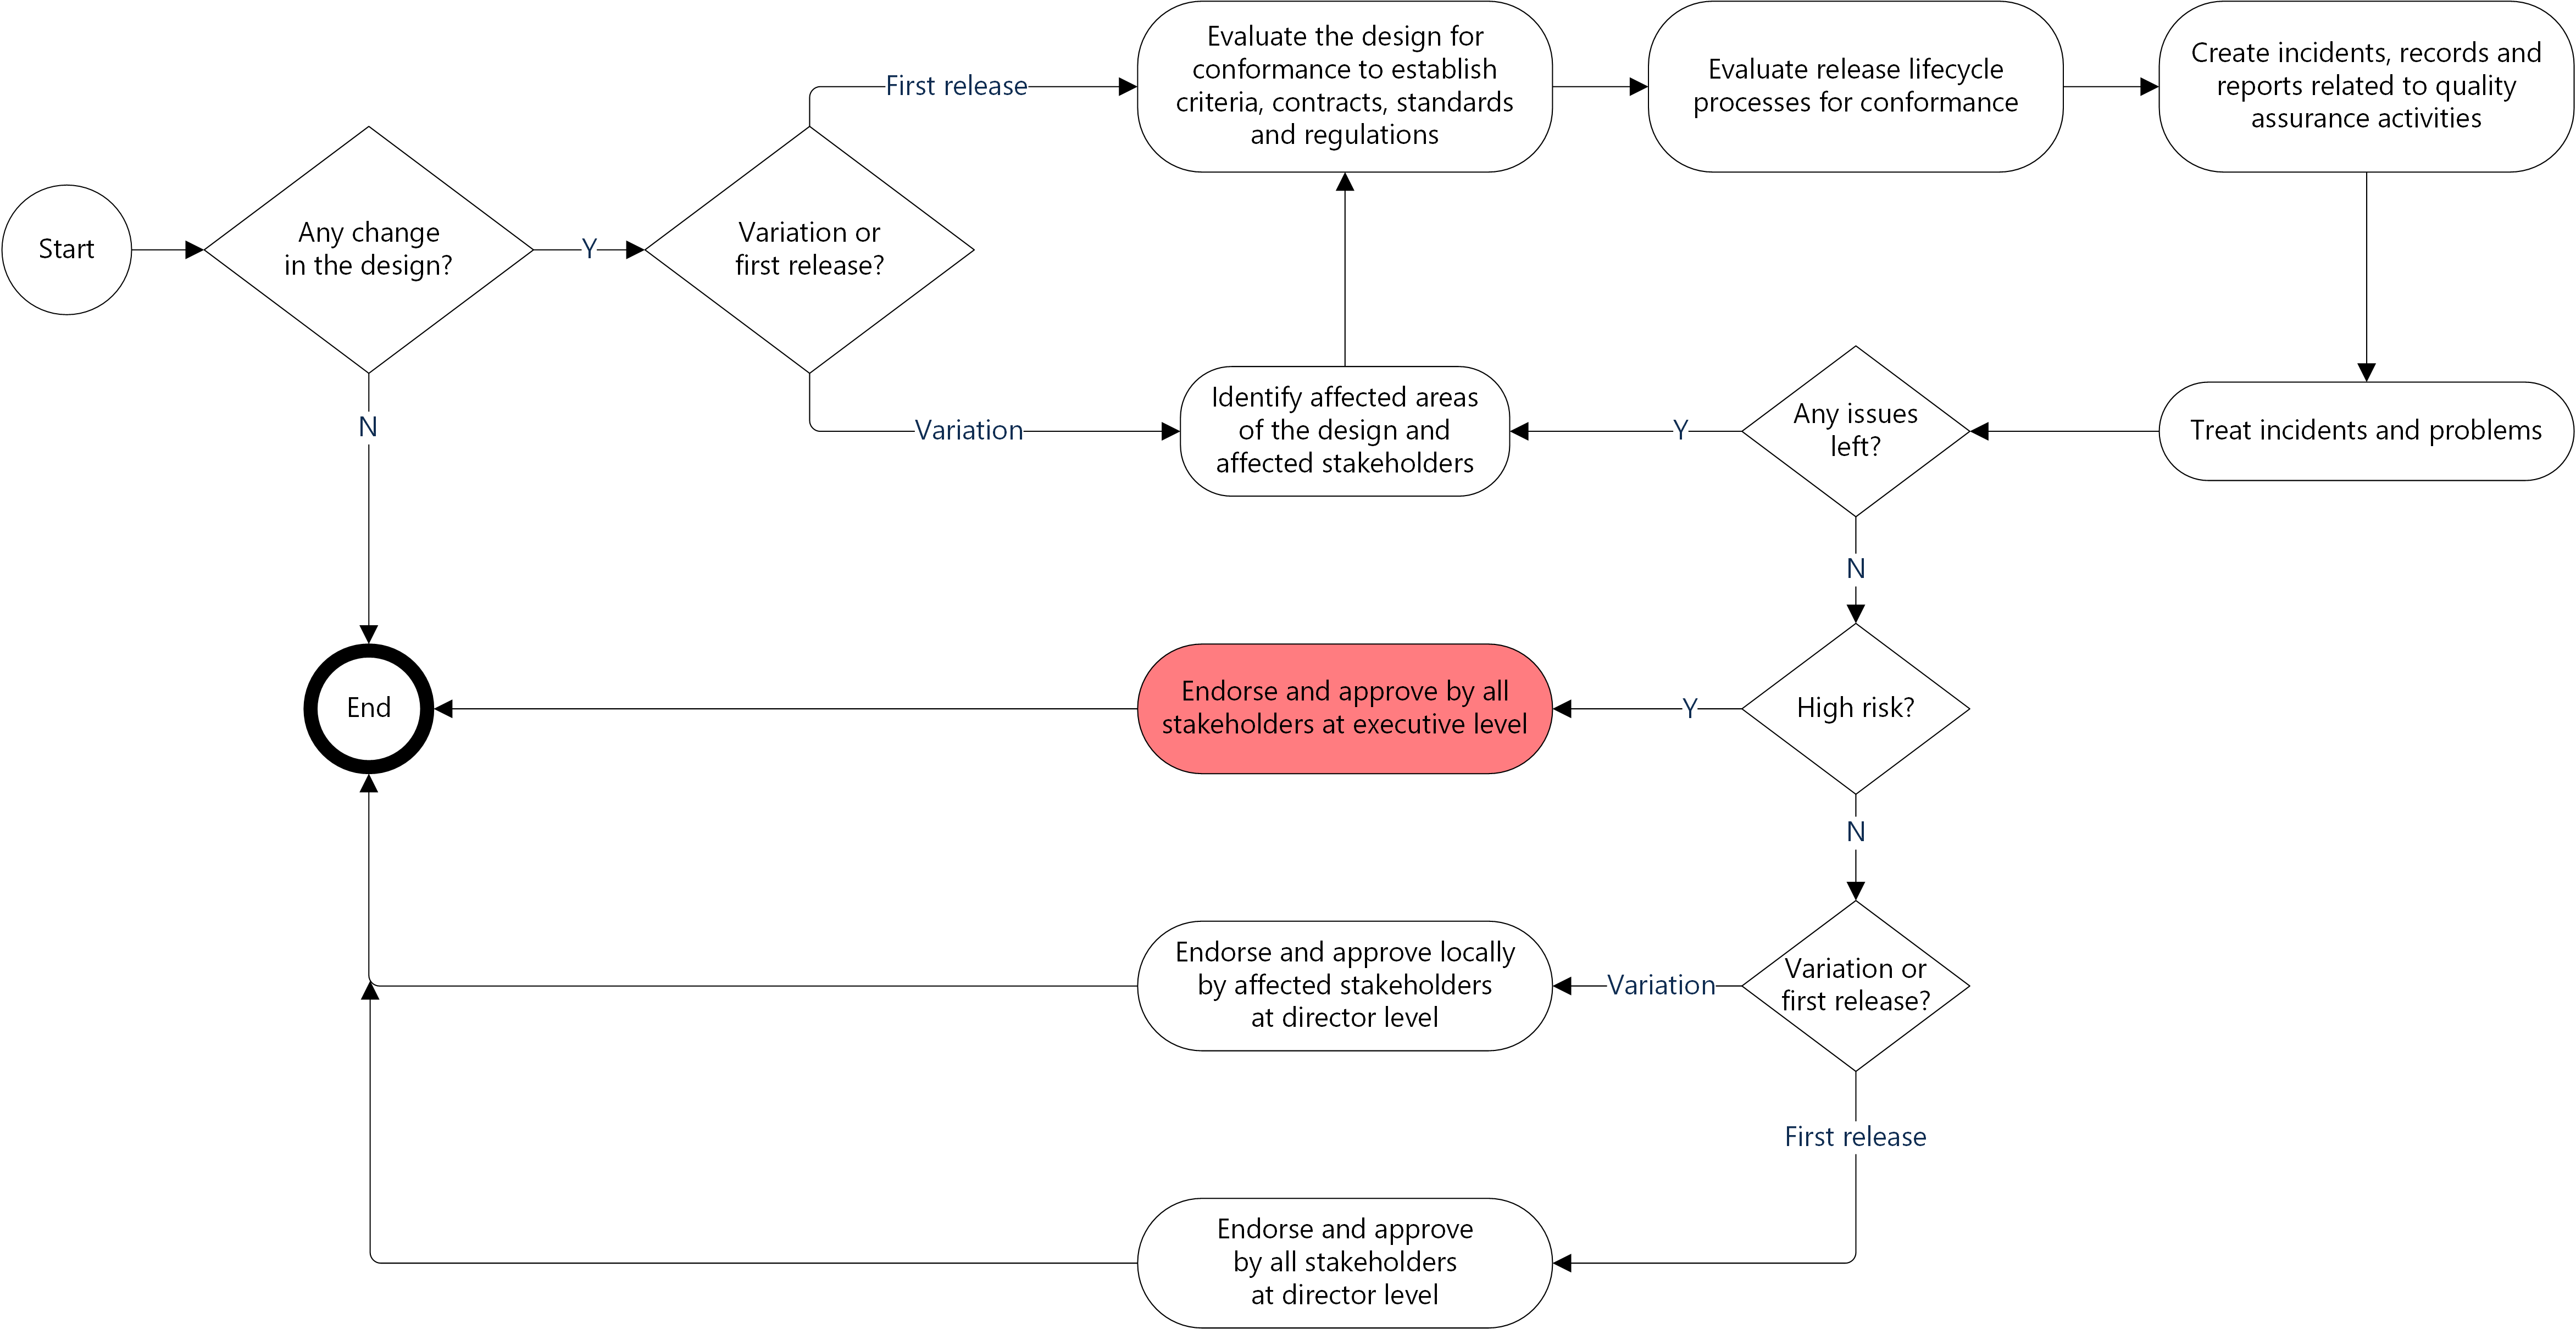 Start
Any change
in the design?
Y
N
Variation or
first release?
First release
Variation
Evaluate the design for
conformance to establish
criteria, contracts, standards
and regulations
Evaluate release lifecycle
processes for conformance
Create incidents, records and
reports related to quality
assurance activities
Treat incidents and problems
Any issues
left?
Y
Identify affected areas
of the design and
affected stakeholders
N
High risk?
Y
Endorse and approve by all
stakeholders at executive level
End
N
Variation or
first release?
Variation
Endorse and approve locally
by affected stakeholders
at director level
First release
Endorse and approve
by all stakeholders
at director level